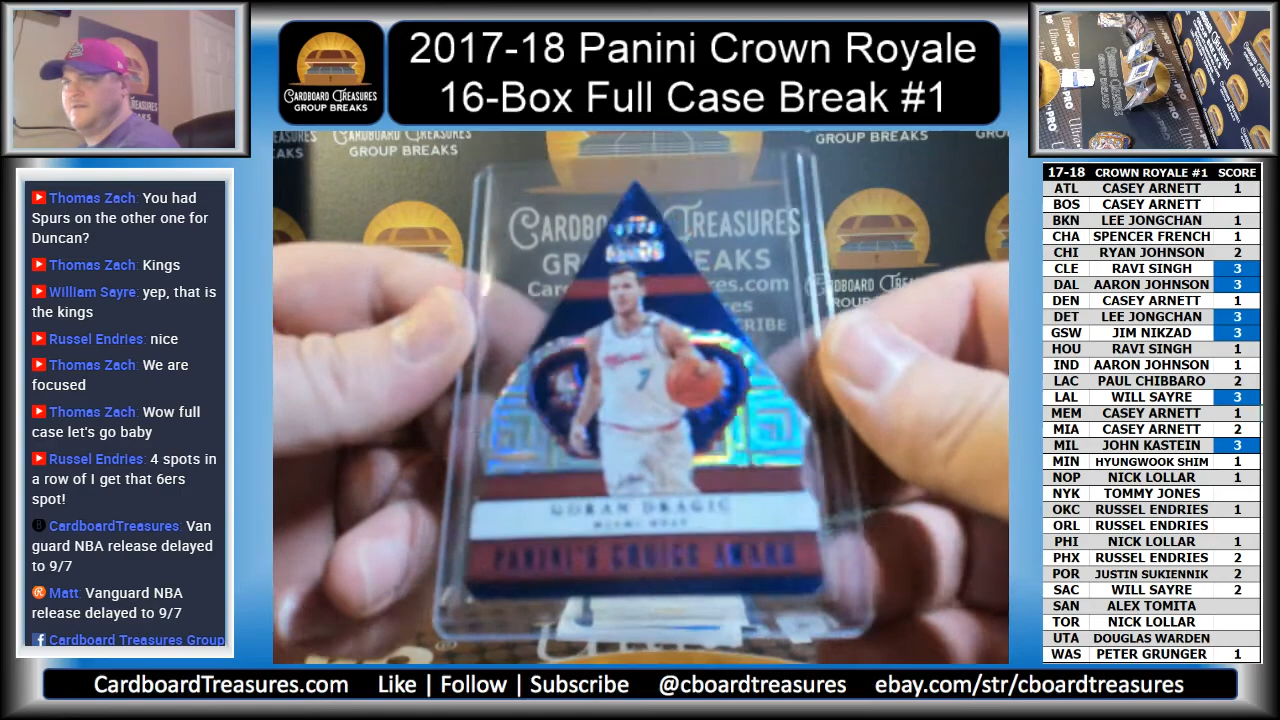 2017-18 Panini Crown Royale
16-Box Full Case Break #1
CARDBOARD TREASURES
GROUP BREAKS
Thomas Zach: You had
Spurs on the other one for
Duncan?
Thomas Zach: Kings
William Sayre: yep, that is
the kings
Russel Endries: nice
Thomas Zach: We are
focused
Thomas Zach: Wow full
case let's go baby
Russel Endries: 4 spots in
a row of I get that 6ers
spot!
CardboardTreasures: Van
guard NBA release delayed
to 9/7
Matt: Vanguard NBA
release delayed to 9/7
Cardboard Treasures Group
CARDBOARD TREASURES
GROUP BREAKS
GROUP BREAKS
CARDBOARD TREASURES
7
GORAN DRAGIC
MIAMI HEAT
PANINI'S CHOICE AWARD
17-18 CROWN ROYALE #1 SCORE
ATL CASEY ARNETT 1
BOS CASEY ARNETT
BKN LEE JONGCHAN 1
CHA SPENCER FRENCH 1
CHI RYAN JOHNSON 2
CLE RAVI SINGH 3
DAL AARON JOHNSON 3
DEN CASEY ARNETT 1
DET LEE JONGCHAN 3
GSW JIM NIKZAD 3
HOU RAVI SINGH 1
IND AARON JOHNSON 1
LAC PAUL CHIBBARO 2
LAL WILL SAYRE 3
MEM CASEY ARNETT 1
MIA CASEY ARNETT 2
MIL JOHN KASTEIN 3
MIN HYUNGWOOK SHIM 1
NOP NICK LOLLAR 1
NYK TOMMY JONES
OKC RUSSEL ENDRIES 1
ORL RUSSEL ENDRIES
PHI NICK LOLLAR 1
PHX RUSSEL ENDRIES 2
POR JUSTIN SUKIENNIK 2
SAC WILL SAYRE 2
SAN ALEX TOMITA
TOR NICK LOLLAR
UTA DOUGLAS WARDEN
WAS PETER GRUNGER 1
CardboardTreasures.com Like | Follow | Subscribe @cboardtreasures ebay.com/str/cboardtreasures